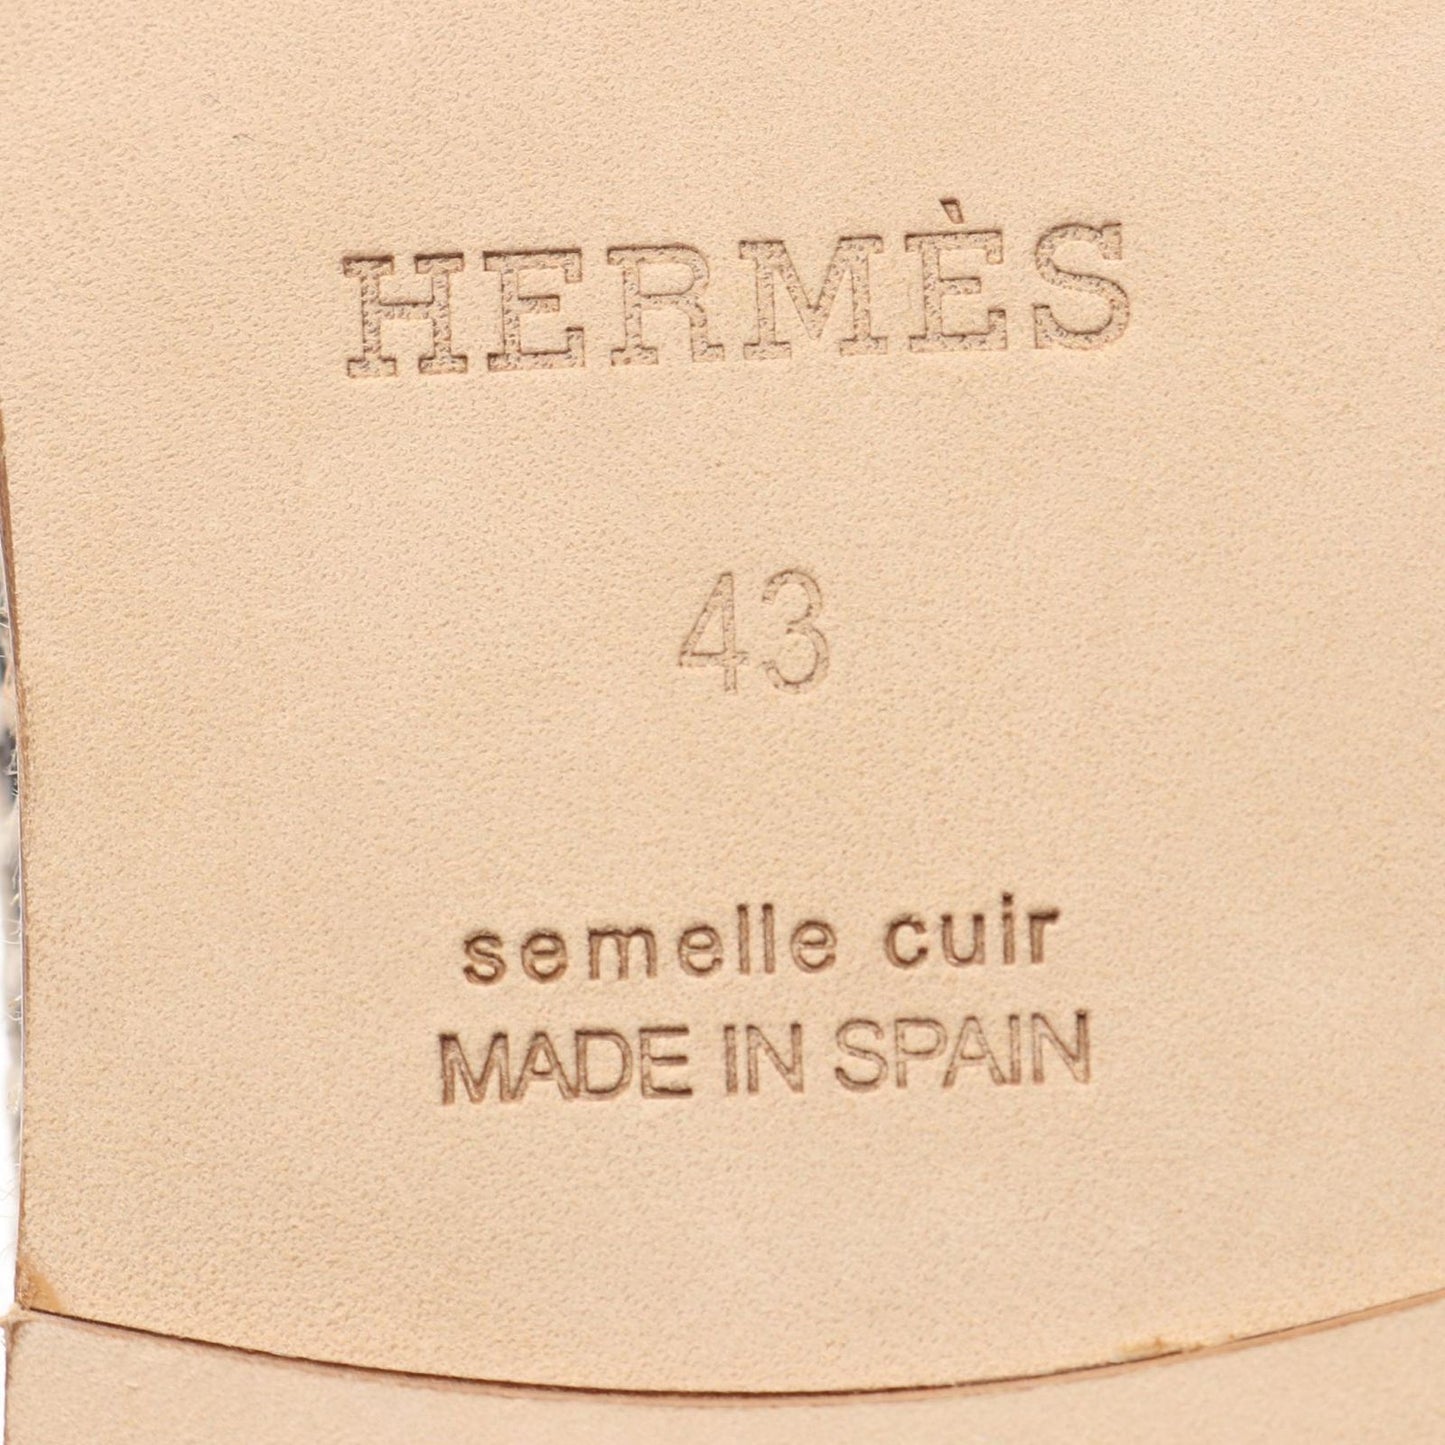 HERMÈS
43
semelle cuir
MADE IN SPAIN